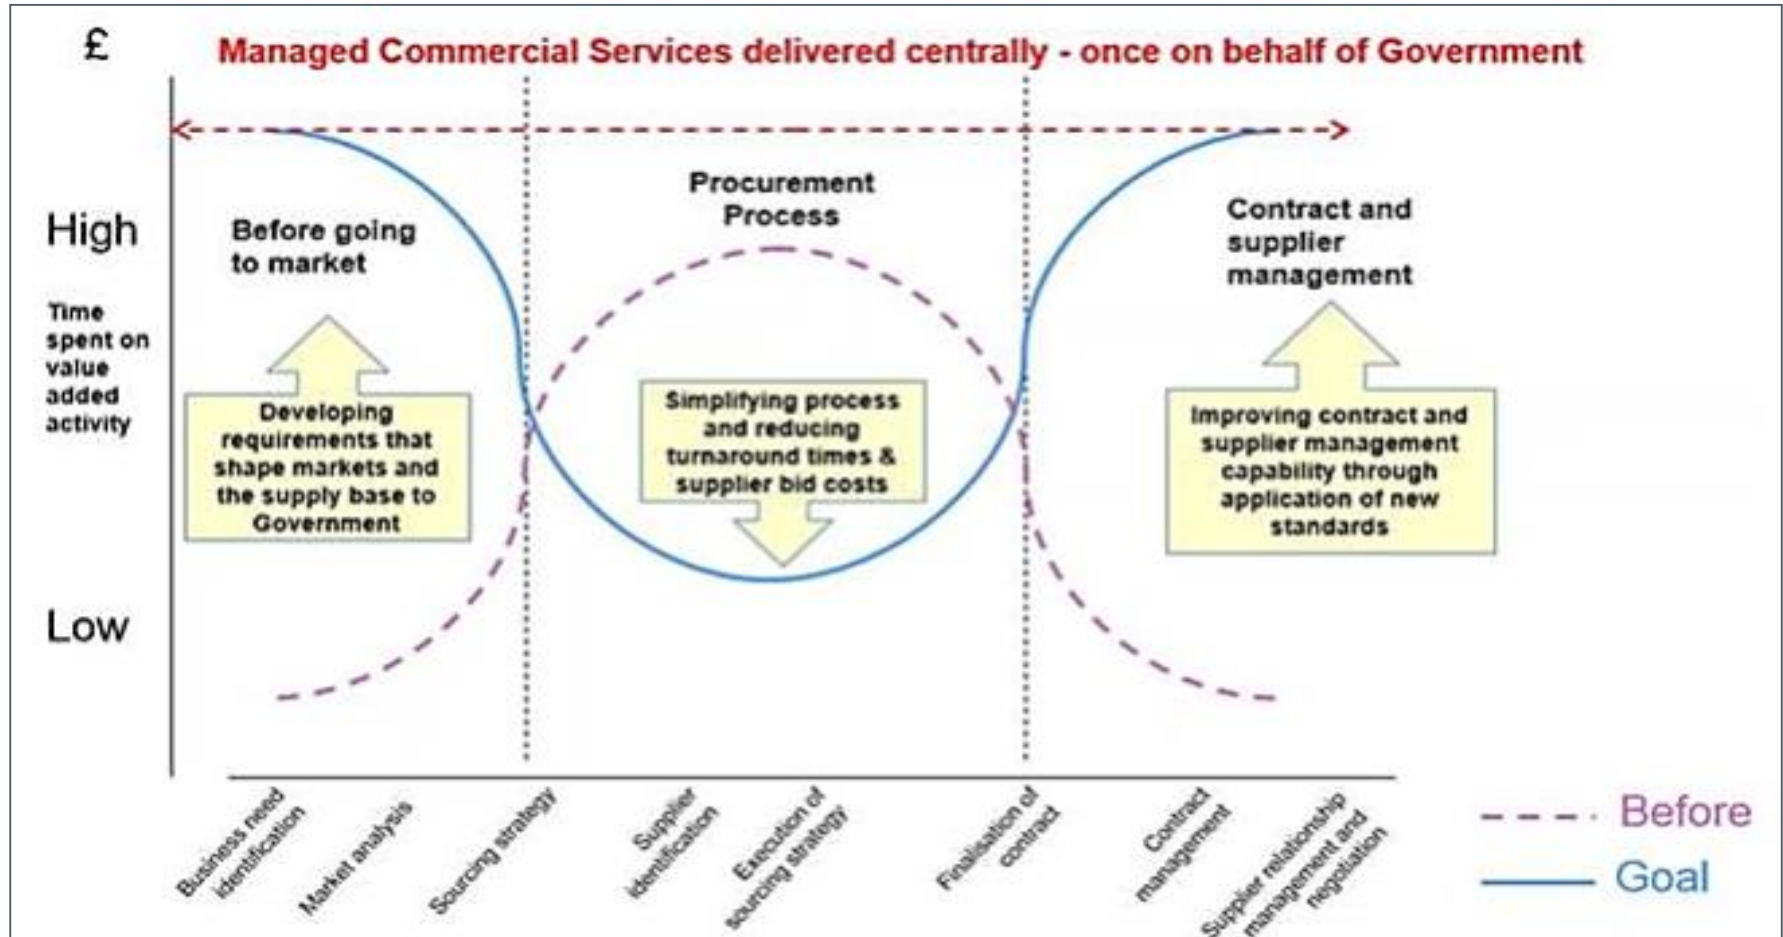 £
Managed Commercial Services delivered centrally - once on behalf of Government
High
Time
spent on
value
added
activity
Low
Before going
to market
Developing
requirements that
shape markets and
the supply base to
Government
Procurement
Process
Simplifying process
and reducing
turnaround times &
supplier bid costs
Contract and
supplier
management
Improving contract and
supplier management
capability through
application of new
standards
Business need
identification
Market analysis
Sourcing strategy
Supplier
identification
Execution of
sourcing strategy
Finalisation of
contract
Contract
management
Supplier relationship
management and
negotiation
Before
Goal